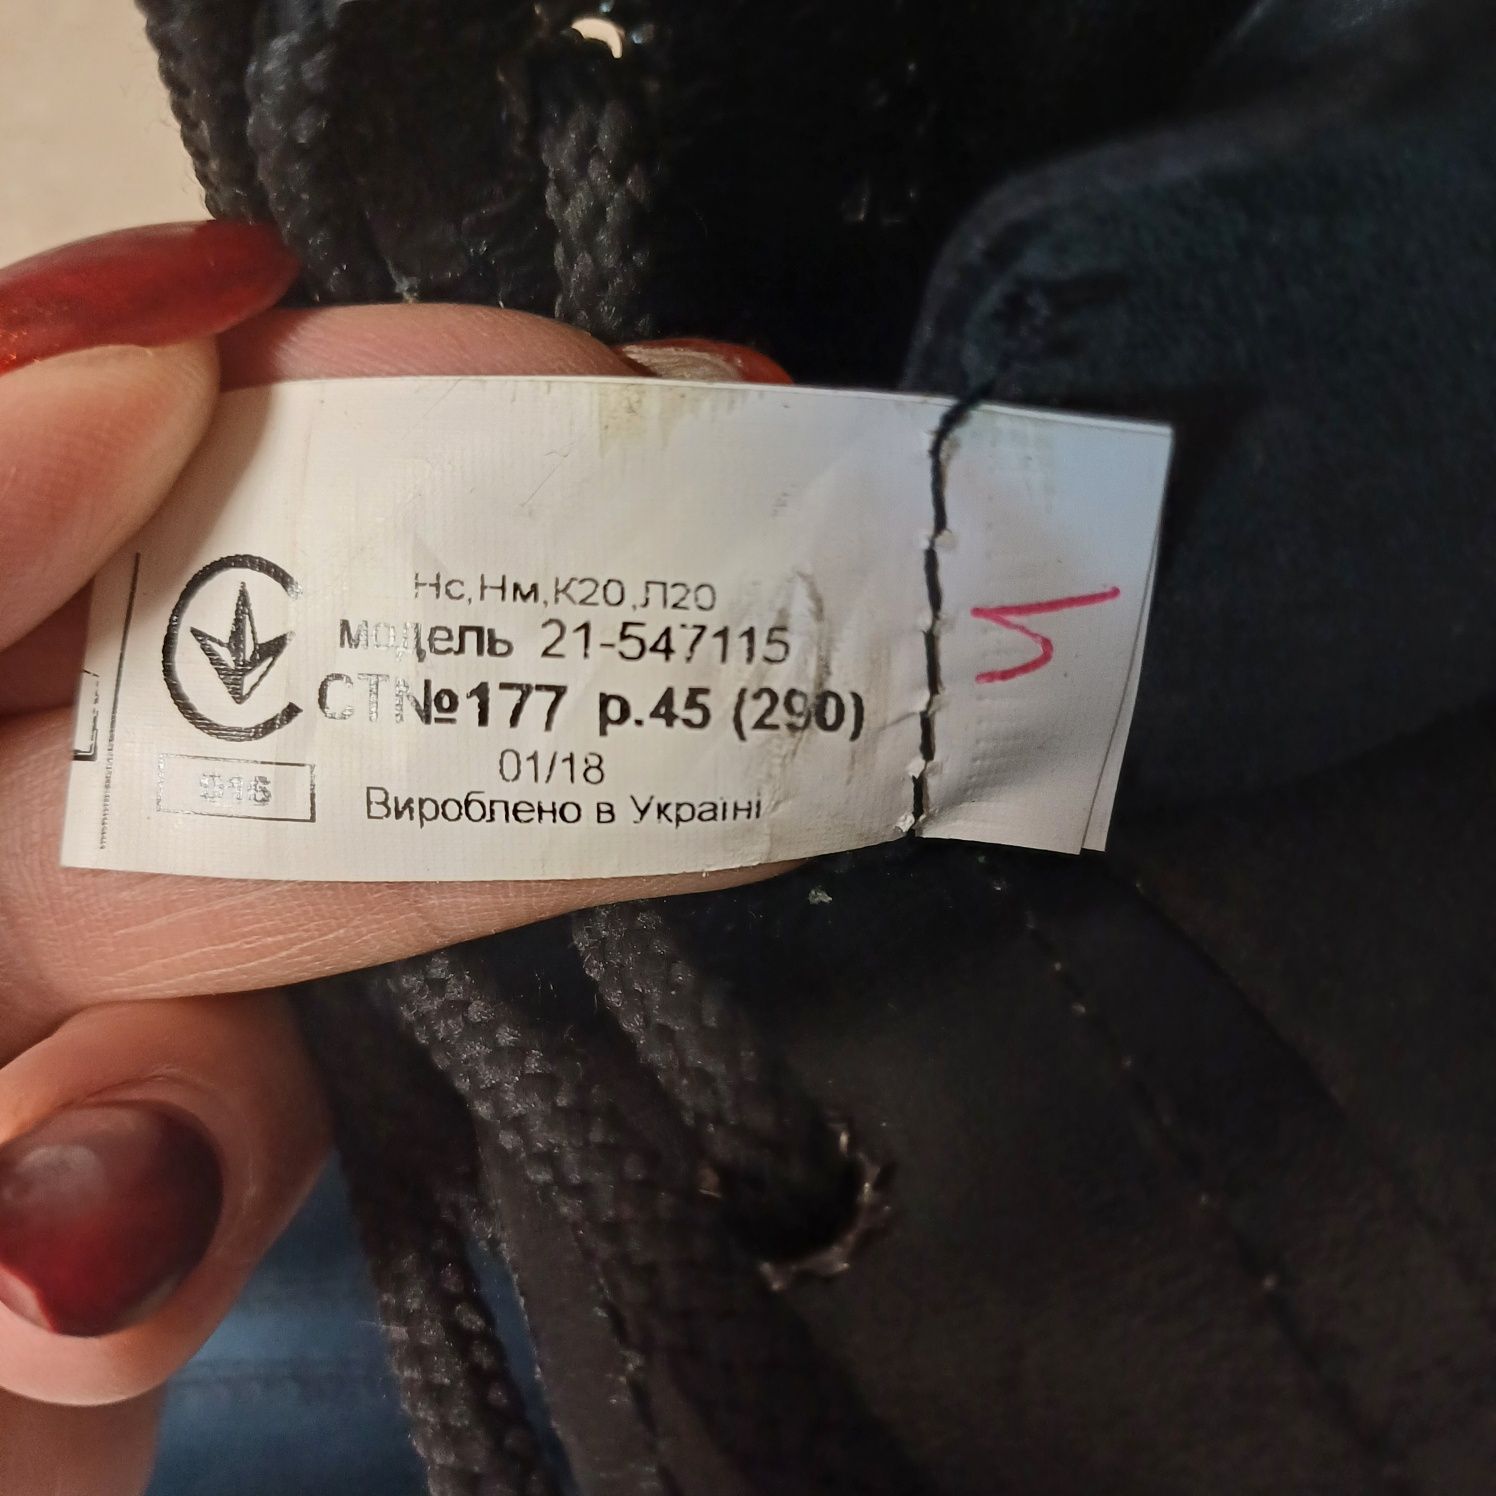 Нс,Нм,К20,Л20
модель 21-547115
СТ№177 р.45 (290)
01/18
Вироблено в Україні